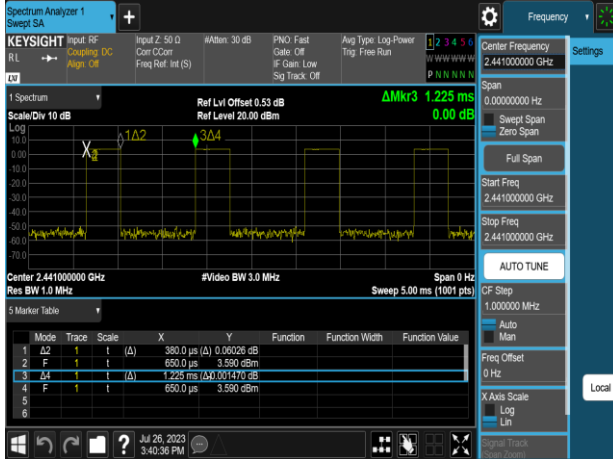 Spectrum Analyzer 1
Swept SA
+
Frequency
KEYSIGHT
RL
LXI
Input: RF
Coupling: DC
Align: Off
Input Z: 50 Ω
Corr CCorr
Freq Ref: Int (S)
#Atten: 30 dB
PNO: Fast
Gate: Off
IF Gain: Low
Sig Track: Off
Avg Type: Log-Power
Trig: Free Run
1 2 3 4 5 6
W W W W W W
P N N N N N
1 Spectrum
Scale/Div 10 dB
Ref Lvl Offset 0.53 dB
Ref Level 20.00 dBm
ΔMkr3 1.225 ms
0.00 dB
Log
10.0
0.00
-10.0
-20.0
-30.0
-40.0
-50.0
-60.0
-70.0
1Δ2
3Δ4
X
Center 2.441000000 GHz
#Video BW 3.0 MHz
Span 0 Hz
Res BW 1.0 MHz
Sweep 5.00 ms (1001 pts)
5 Marker Table
Mode Trace Scale X Y Function Function Width Function Value
1 Δ2 1 t (Δ) 380.0 µs (Δ) 0.06026 dB
2 F 1 t 650.0 µs 3.590 dBm
3 Δ4 1 t (Δ) 1.225 ms (Δ) 0.001470 dB
4 F 1 t 650.0 µs 3.590 dBm
5
6
?
Jul 26, 2023
3:40:36 PM
Center Frequency
2.441000000 GHz
Settings
Span
0.00000000 Hz
Swept Span
Zero Span
Full Span
Start Freq
2.441000000 GHz
Stop Freq
2.441000000 GHz
AUTO TUNE
CF Step
1.000000 MHz
Auto
Man
Freq Offset
0 Hz
Local
X Axis Scale
Log
Lin
Signal Track
(Span Zoom)